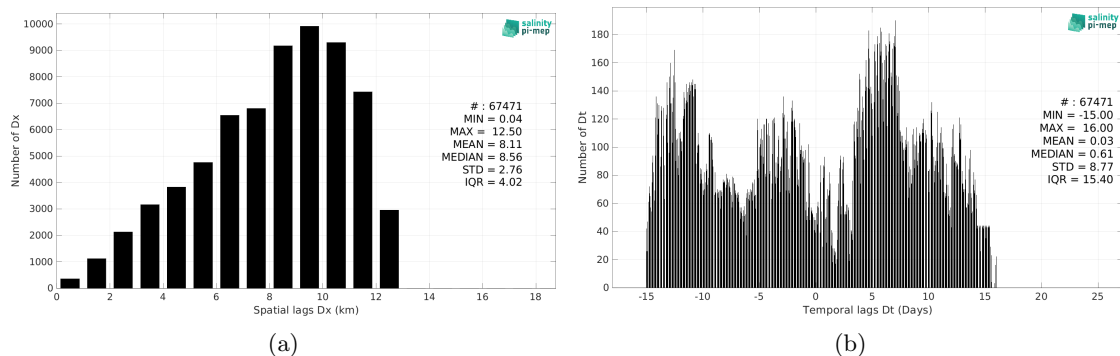 10000
9000
8000
7000
6000
5000
4000
3000
2000
1000
0
Number of Dx
0 2 4 6 8 10 12 14 16 18
Spatial lags Dx (km)
salinity
pi-mep
# : 67471
MIN = 0.04
MAX = 12.50
MEAN = 8.11
MEDIAN = 8.56
STD = 2.76
IQR = 4.02
(a)
180
160
140
120
100
80
60
40
20
0
Number of Dt
-15 -10 -5 0 5 10 15 20 25
Temporal lags Dt (Days)
salinity
pi-mep
# : 67471
MIN = -15.00
MAX = 16.00
MEAN = 0.03
MEDIAN = 0.61
STD = 8.77
IQR = 15.40
(b)